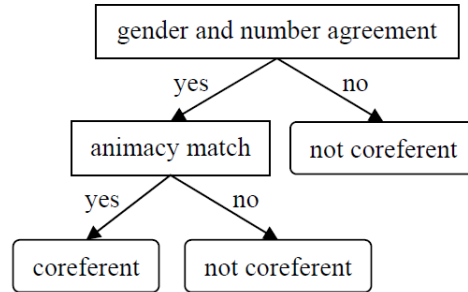 gender and number agreement
yes
no
animacy match
not coreferent
yes
no
coreferent
not coreferent